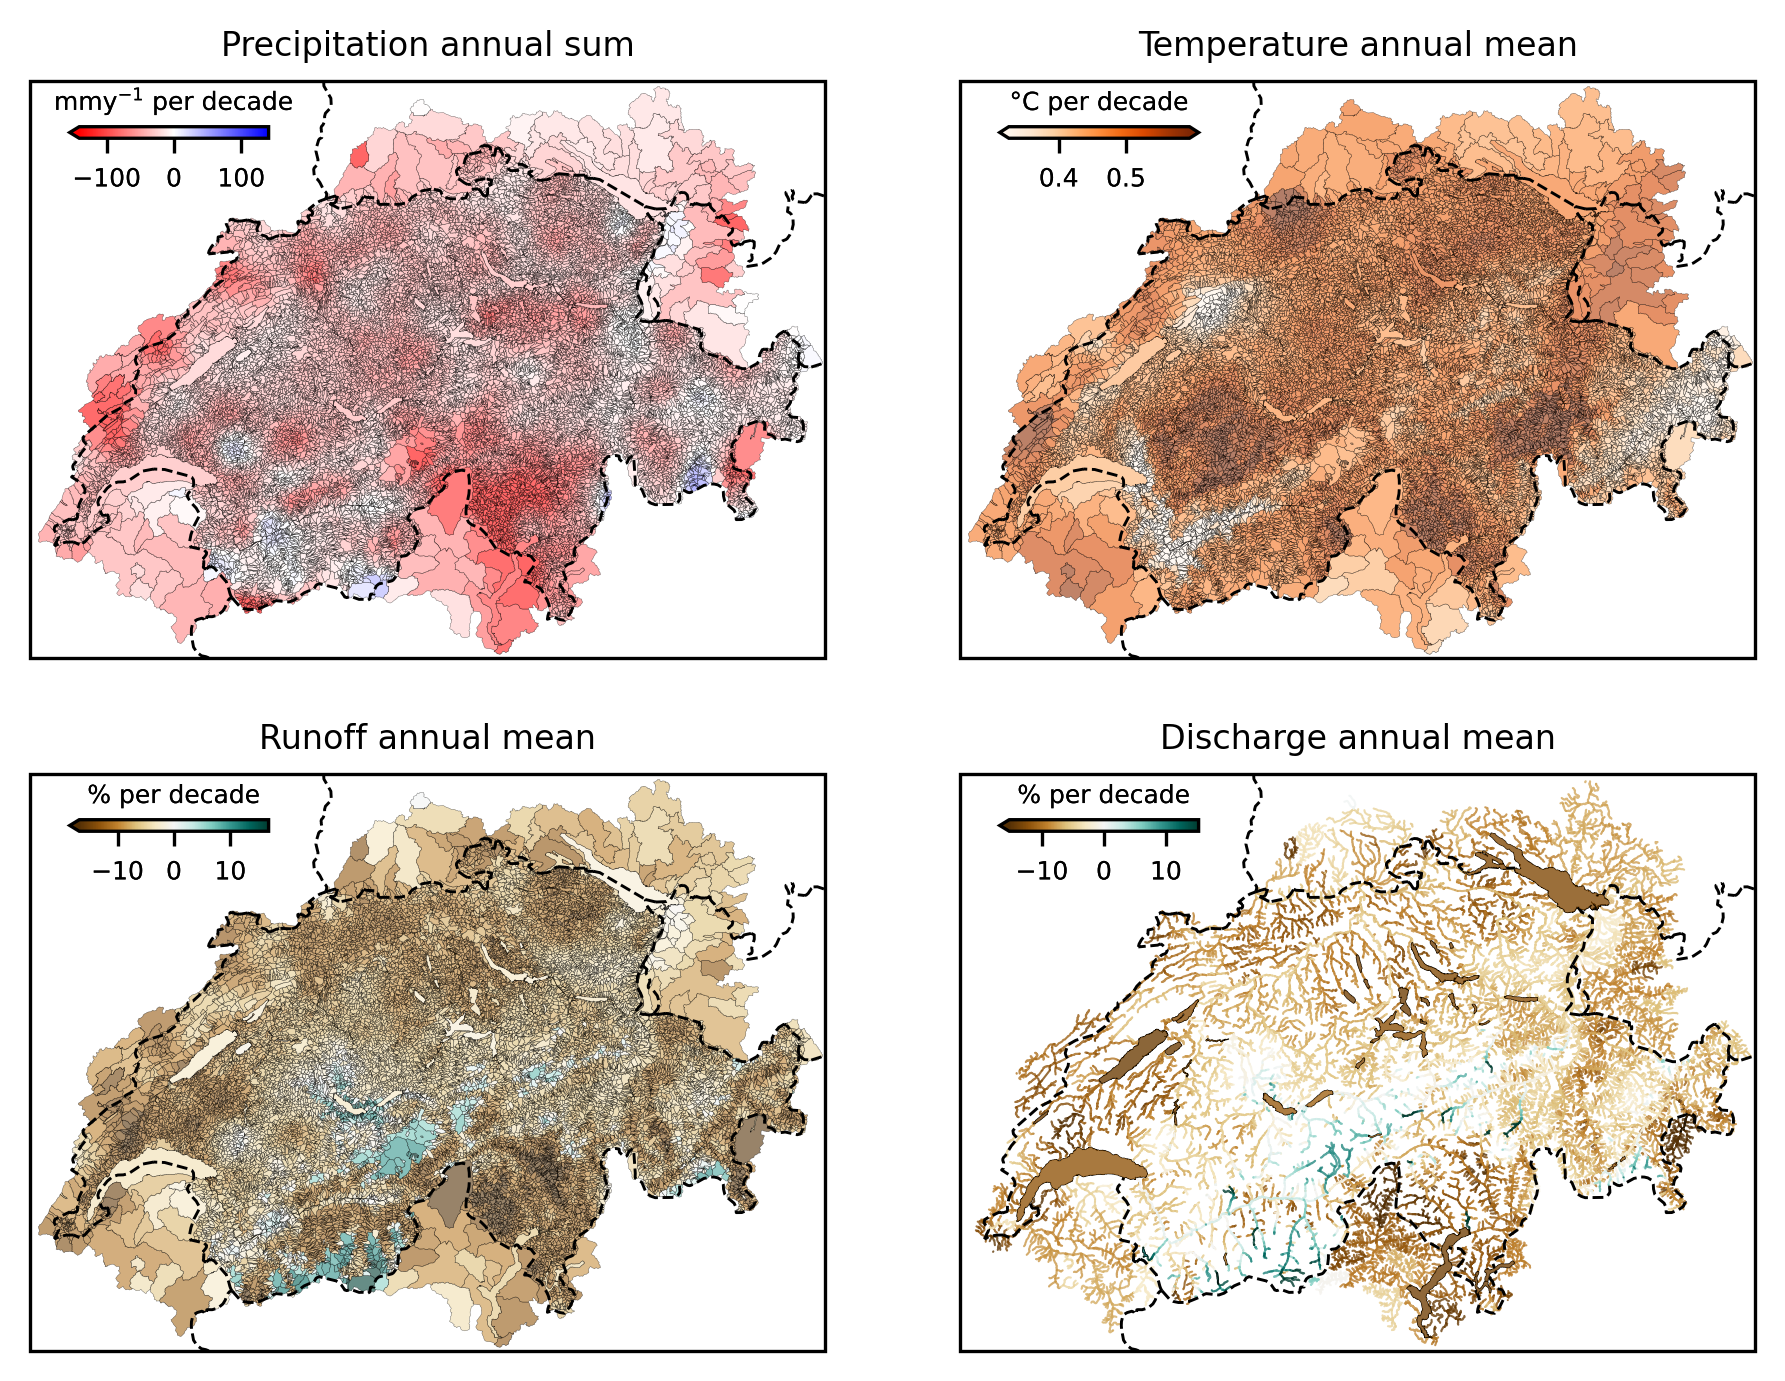 Precipitation annual sum
mmy⁻¹ per decade
−100 0 100
Temperature annual mean
°C per decade
0.4 0.5
Runoff annual mean
% per decade
−10 0 10
Discharge annual mean
% per decade
−10 0 10